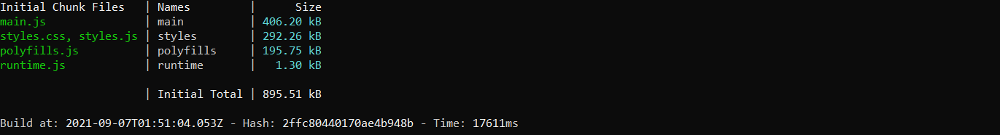 Initial Chunk Files | Names | Size
main.js | main | 406.20 kB
styles.css, styles.js | styles | 292.26 kB
polyfills.js | polyfills | 195.75 kB
runtime.js | runtime | 1.30 kB
| Initial Total | 895.51 kB
Build at: 2021-09-07T01:51:04.053Z - Hash: 2ffc80440170ae4b948b - Time: 17611ms